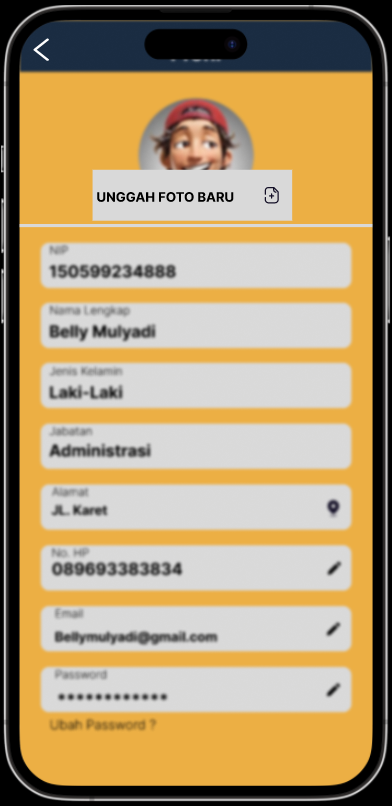 UNGGAH FOTO BARU
NIP
150599234888
Nama Lengkap
Belly Mulyadi
Jenis Kelamin
Laki-Laki
Jabatan
Administrasi
Alamat
JL. Karet
No. HP
089693383834
Email
Bellymulyadi@gmail.com
Password
************
Ubah Password ?